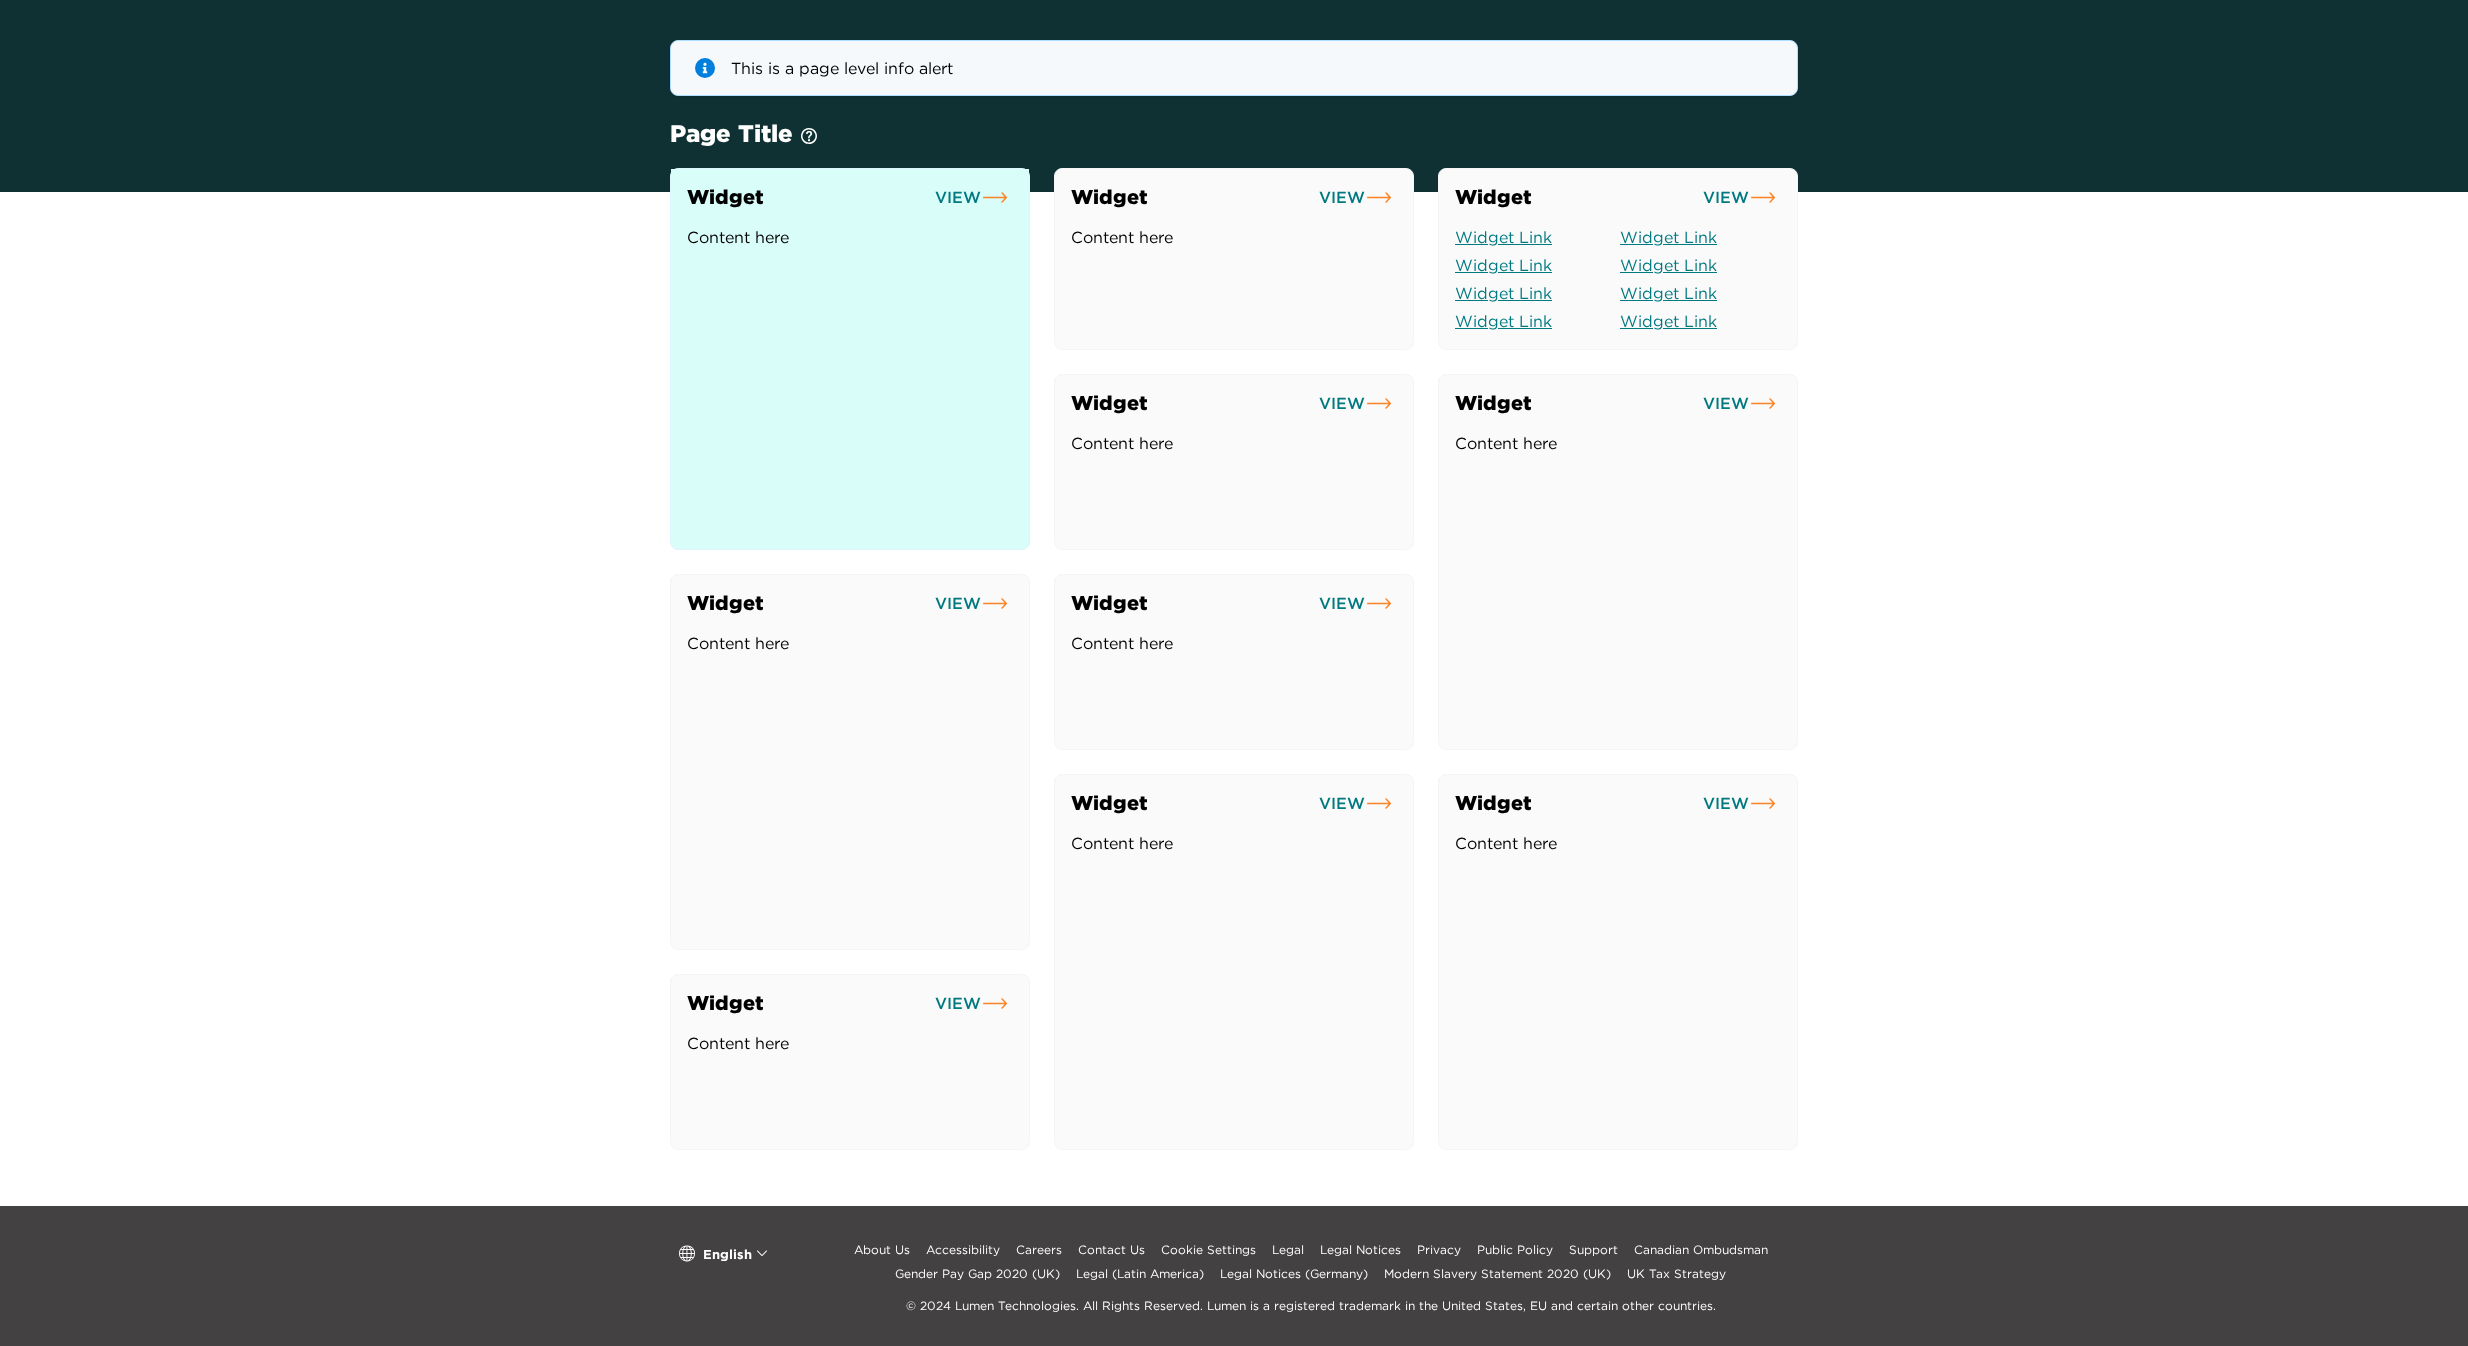 This is a page level info alert
Page Title
Widget VIEW
Content here
Widget VIEW
Content here
Widget VIEW
Widget Link Widget Link
Widget Link Widget Link
Widget Link Widget Link
Widget Link Widget Link
Widget VIEW
Content here
Widget VIEW
Content here
Widget VIEW
Content here
Widget VIEW
Content here
Widget VIEW
Content here
Widget VIEW
Content here
Widget VIEW
Content here
English
About Us Accessibility Careers Contact Us Cookie Settings Legal Legal Notices Privacy Public Policy Support Canadian Ombudsman
Gender Pay Gap 2020 (UK) Legal (Latin America) Legal Notices (Germany) Modern Slavery Statement 2020 (UK) UK Tax Strategy
© 2024 Lumen Technologies. All Rights Reserved. Lumen is a registered trademark in the United States, EU and certain other countries.